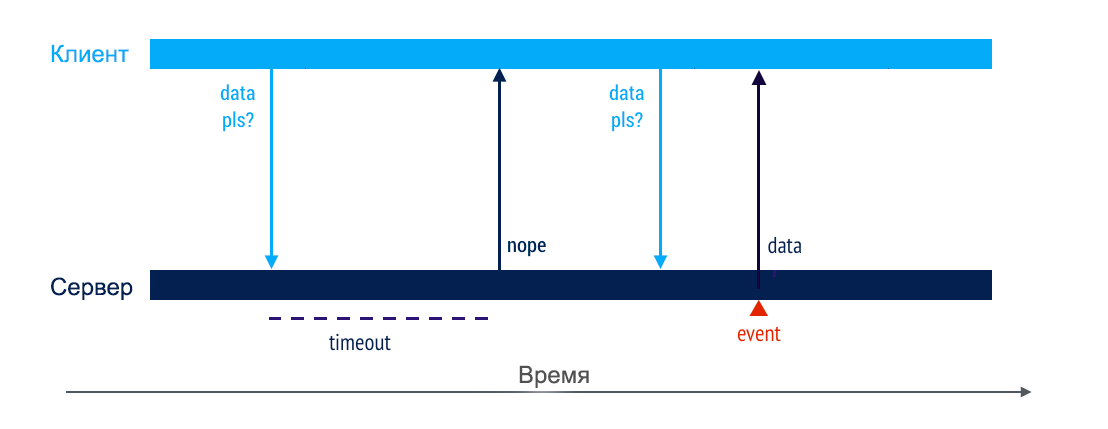 Клиент
data
pls?
data
pls?
nope
data
Сервер
timeout
event
Время